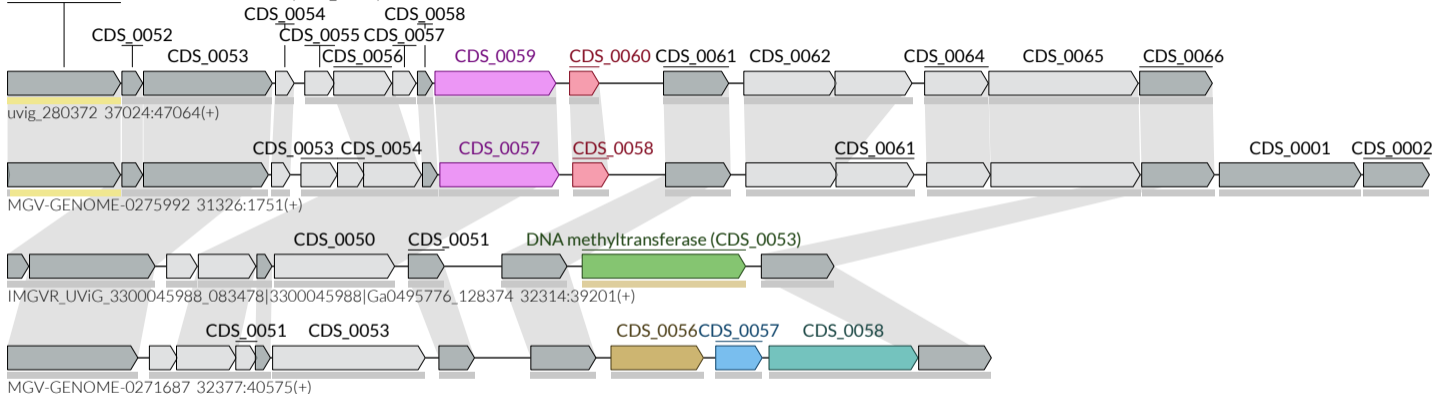 CDS_0054 CDS_0058
CDS_0052 CDS_0055 CDS_0057
CDS_0053 CDS_0056 CDS_0059 CDS_0060 CDS_0061 CDS_0062 CDS_0064 CDS_0065 CDS_0066
uvig_280372 37024:47064(+)
CDS_0053 CDS_0054 CDS_0057 CDS_0058 CDS_0061 CDS_0001 CDS_0002
MGV-GENOME-0275992 31326:1751(+)
CDS_0050 CDS_0051 DNA methyltransferase (CDS_0053)
IMGVR_UViG_3300045988_083478|3300045988|Ga0495776_128374 32314:39201(+)
CDS_0051 CDS_0053 CDS_0056 CDS_0057 CDS_0058
MGV-GENOME-0271687 32377:40575(+)